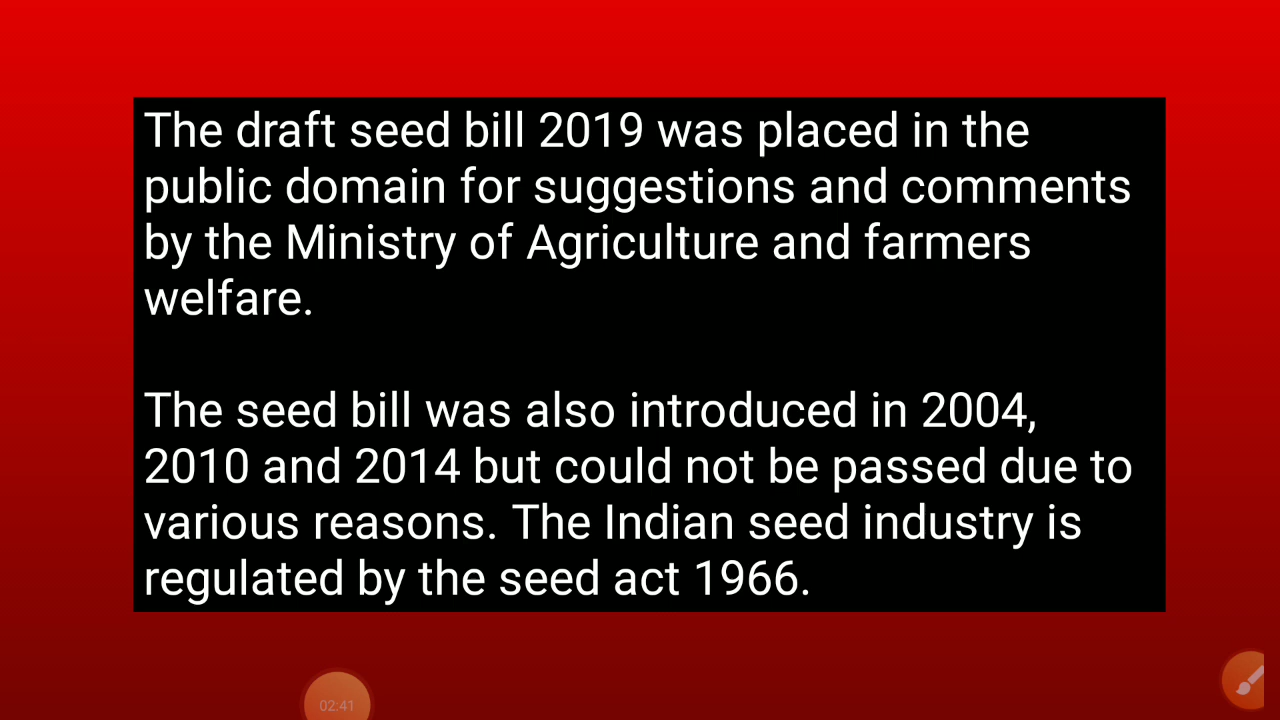 The draft seed bill 2019 was placed in the
public domain for suggestions and comments
by the Ministry of Agriculture and farmers
welfare.
The seed bill was also introduced in 2004,
2010 and 2014 but could not be passed due to
various reasons. The Indian seed industry is
regulated by the seed act 1966.
02:41